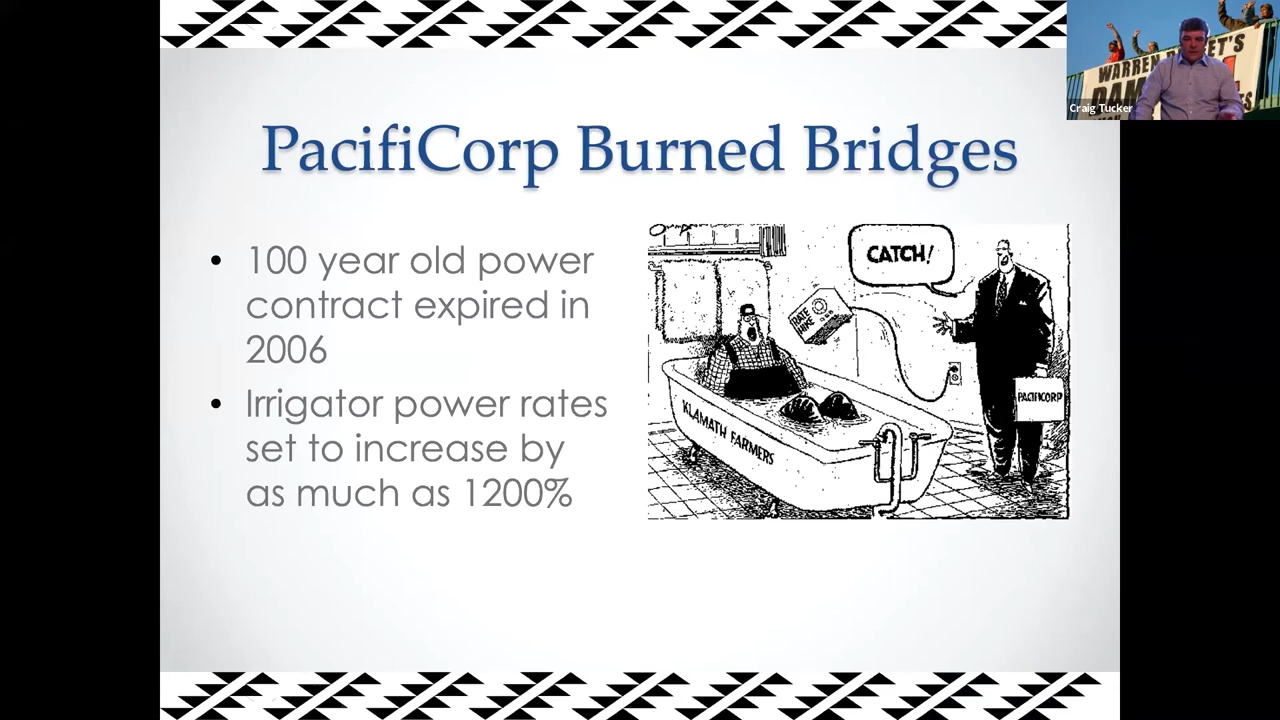 PacifiCorp Burned Bridges
• 100 year old power
contract expired in
2006
• Irrigator power rates
set to increase by
as much as 1200%
CATCH!
RATE
HIKE
PACIFICORP
KLAMATH FARMERS
WARREN
Craig Tucker